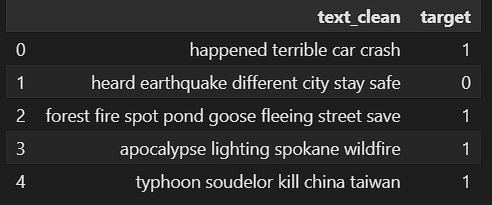 text_clean target
0 happened terrible car crash 1
1 heard earthquake different city stay safe 0
2 forest fire spot pond goose fleeing street save 1
3 apocalypse lighting spokane wildfire 1
4 typhoon soudelor kill china taiwan 1